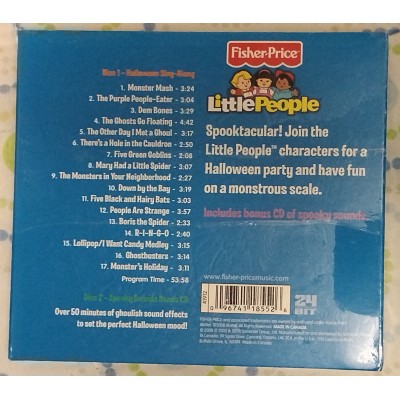 Fisher-Price
LittlePeople
Disc 1 - Halloween Sing-Along
1. Monster Mash - 3:24
2. The Purple People-Eater - 3:04
3. Dem Bones - 3:29
4. The Ghosts Go Floating - 4:42
5. The Other Day I Met a Ghoul - 3:19
6. There's a Hole in the Cauldron - 2:50
7. Five Green Goblins - 2:08
8. Mary Had a Little Spider - 3:00
9. The Monsters in Your Neighborhood - 2:22
10. Down by the Bay - 3:19
11. Five Black and Hairy Bats - 3:03
12. People Are Strange - 3:57
13. Boris the Spider - 2:33
14. R-I-N-G-O - 2:40
15. Lollipop/I Want Candy Medley - 3:15
16. Ghostbusters - 3:14
17. Monster's Holiday - 3:11
Program Time - 53:58
Disc 2 - Spooky Sounds Bonus CD
Over 50 minutes of ghoulish sound effects
to set the perfect Halloween mood!
Spooktacular! Join the
Little People™ characters for a
Halloween party and have fun
on a monstrous scale.
Includes bonus CD of spooky sounds.
www.fisher-pricemusic.com
0 96741 18552
24
BIT
MADE IN CANADA